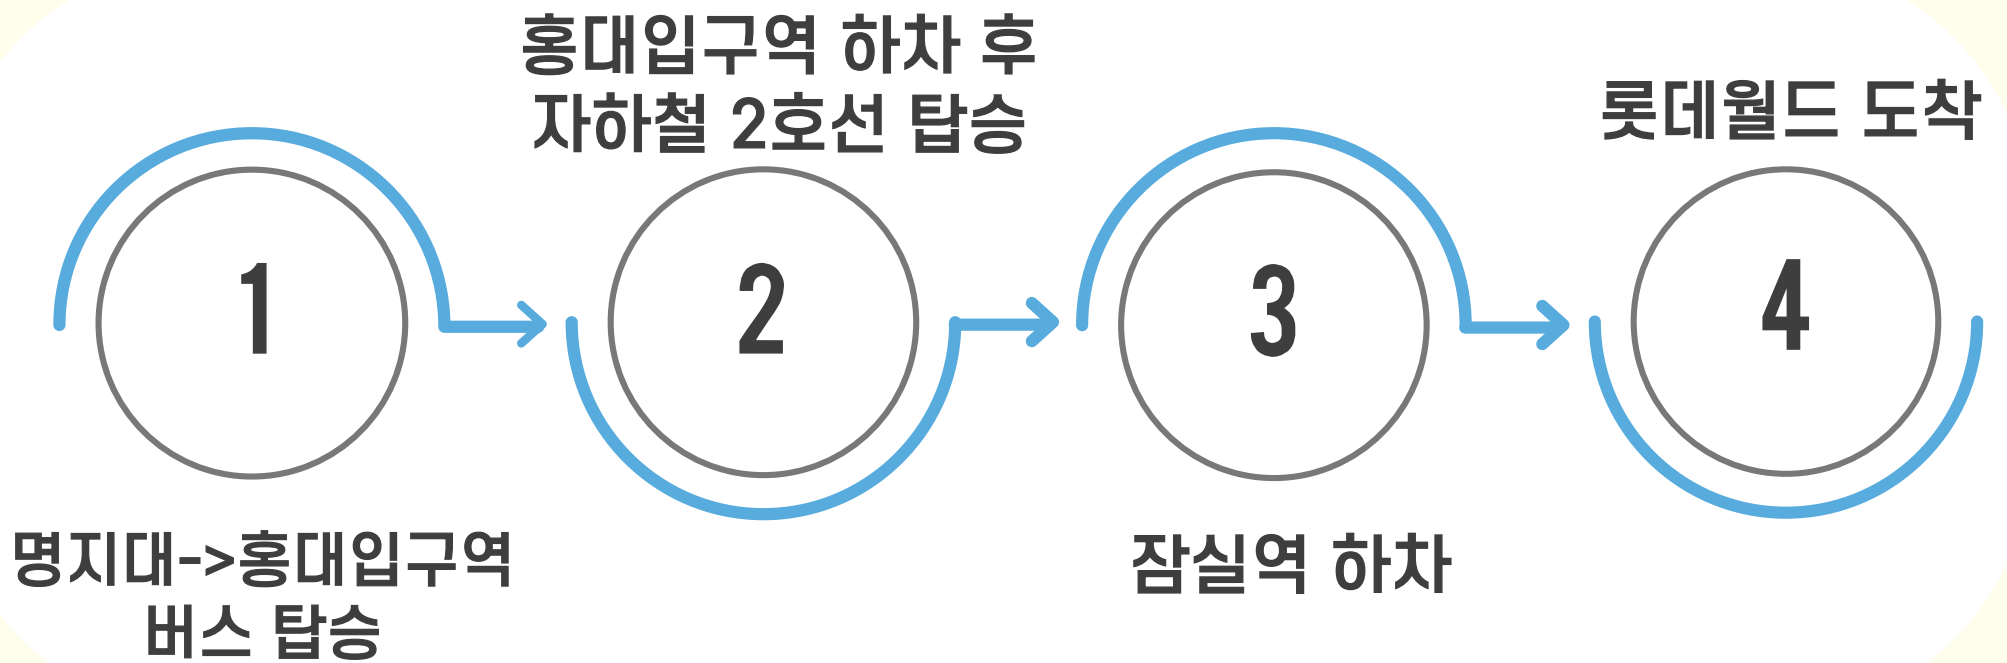 1
명지대->홍대입구역
버스 탑승
홍대입구역 하차 후
자하철 2호선 탑승
2
3
잠실역 하차
롯데월드 도착
4